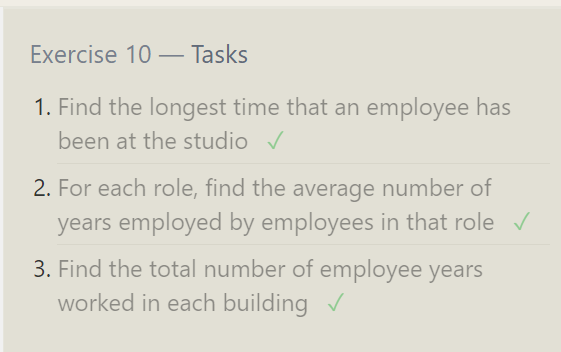 Exercise 10 — Tasks
1. Find the longest time that an employee has
been at the studio ✓
2. For each role, find the average number of
years employed by employees in that role ✓
3. Find the total number of employee years
worked in each building ✓